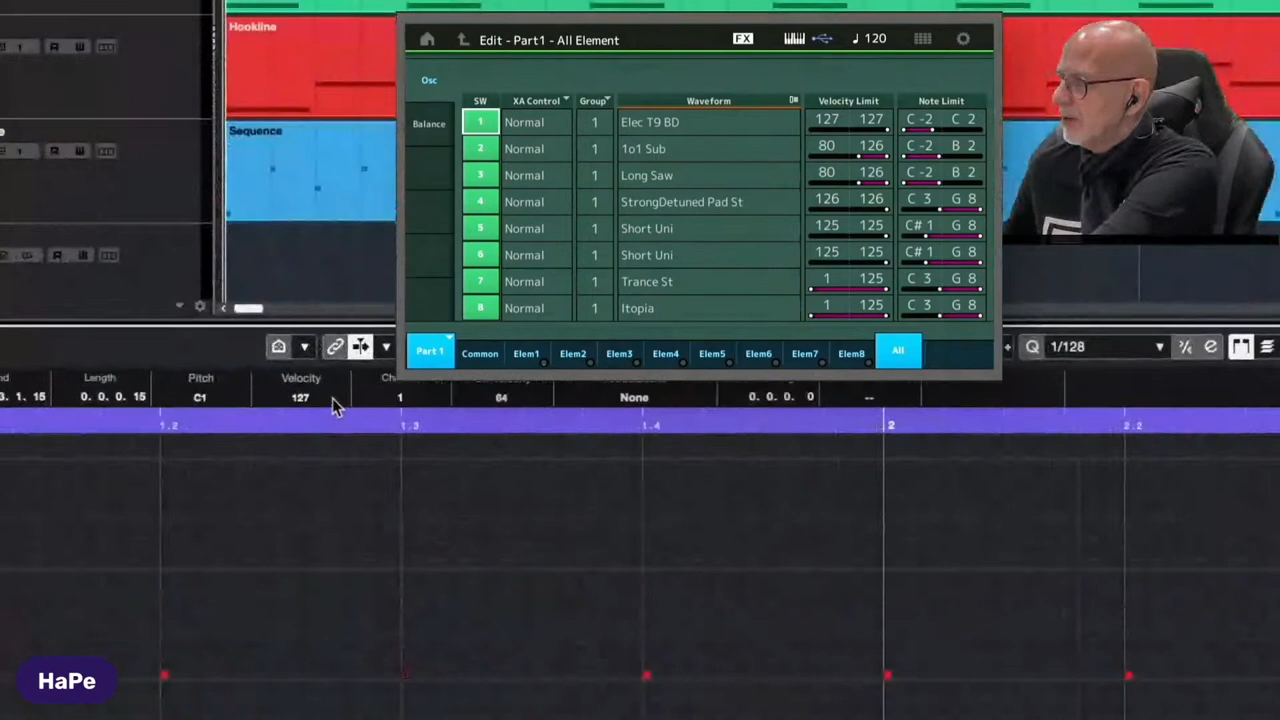 Hookline
Edit - Part1 - All Element
FX
120
Osc
SW XA Control Group Waveform Velocity Limit Note Limit
Balance
1 Normal 1 Elec T9 BD 127 127 C -2 C 2
2 Normal 1 1o1 Sub 80 126 C -2 B 2
3 Normal 1 Long Saw 80 126 C -2 B 2
4 Normal 1 StrongDetuned Pad St 126 126 C 3 G 8
5 Normal 1 Short Uni 125 125 C# 1 G 8
6 Normal 1 Short Uni 125 125 C# 1 G 8
7 Normal 1 Trance St 1 125 C 3 G 8
8 Normal 1 Itopia 1 125 C 3 G 8
Sequence
Part 1 Common Elem1 Elem2 Elem3 Elem4 Elem5 Elem6 Elem7 Elem8 All
Q 1/128
Length Pitch Velocity
3. 1. 15 0. 0. 0. 15 C1 127 1 64 None 0. 0. 0. 0 --
1.2 1.3 1.4 2 2.2
HaPe